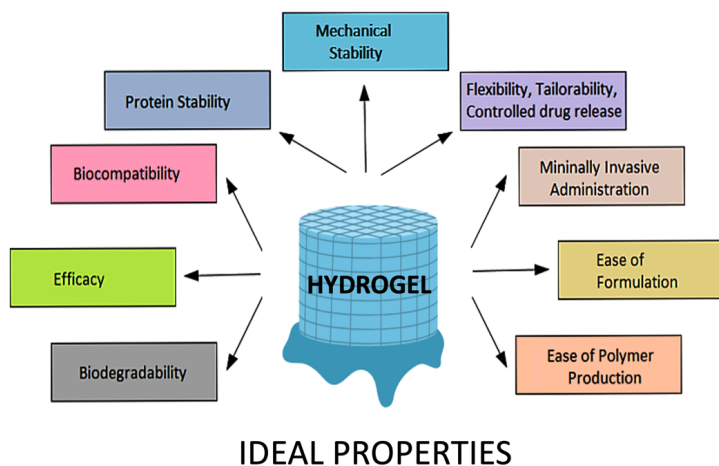 Mechanical
Stability
Protein Stability
Flexibility, Tailorability,
Controlled drug release
Biocompatibility
Mininally Invasive
Administration
Efficacy
HYDROGEL
Ease of
Formulation
Biodegradability
Ease of Polymer
Production
IDEAL PROPERTIES